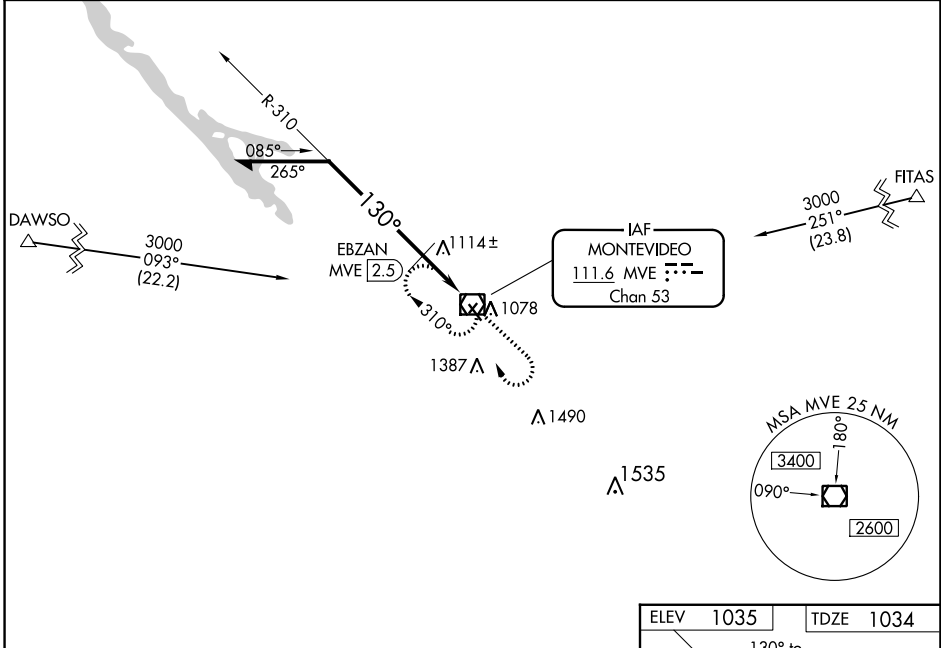 R-310
085°
265°
130°
DAWSO
3000
093°
(22.2)
EBZAN
MVE 2.5
1114±
IAF
MONTEVIDEO
111.6 MVE
Chan 53
FITAS
3000
251°
(23.8)
310°
1078
1387
1490
1535
MSA MVE 25 NM
180°
3400
090°
2600
ELEV 1035
TDZE 1034
130° to